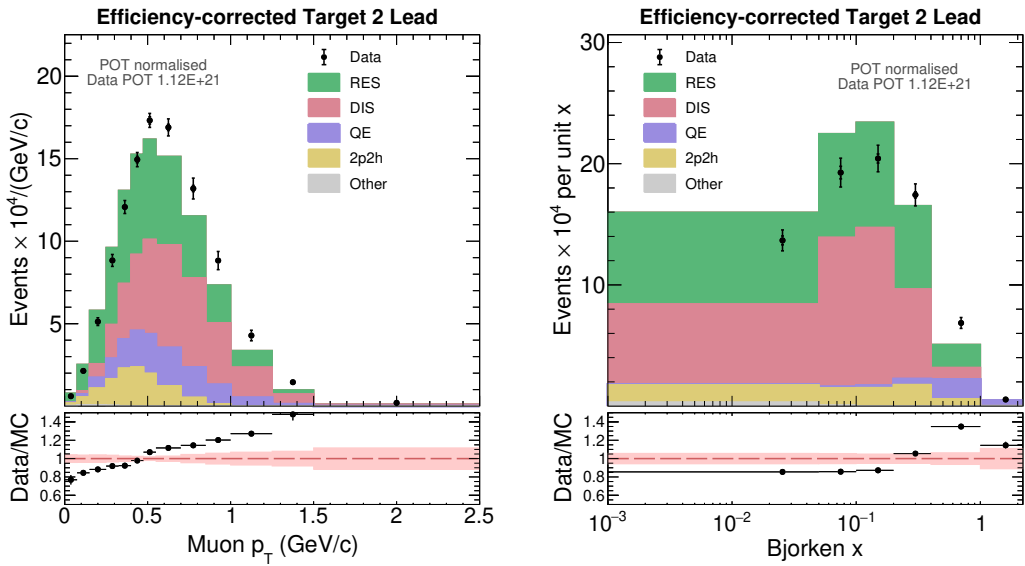 Efficiency-corrected Target 2 Lead
POT normalised
Data POT 1.12E+21
Data
RES
DIS
QE
2p2h
Other
Events × 10⁴/(GeV/c)
20
15
10
5
Data/MC
1.4
1.2
1
0.8
0.6
0 0.5 1 1.5 2 2.5
Muon p_T (GeV/c)
Efficiency-corrected Target 2 Lead
POT normalised
Data POT 1.12E+21
Data
RES
DIS
QE
2p2h
Other
Events × 10⁴ per unit x
30
20
10
Data/MC
1.4
1.2
1
0.8
0.6
10⁻³ 10⁻² 10⁻¹ 1
Bjorken x